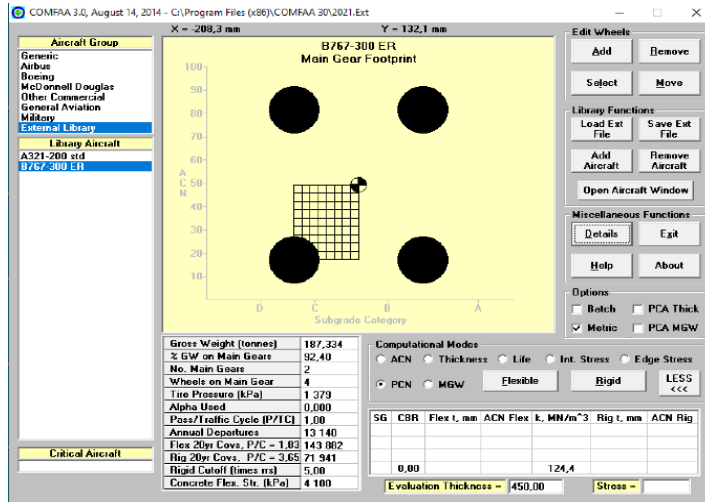 COMFAA 3.0, August 14, 2014 - C:\Program Files (x86)\COMFAA 30\2021.Ext
Aircraft Group
Generic
Airbus
Boeing
McDonnell Douglas
Other Commercial
General Aviation
Military
External Library
Library Aircraft
A321-200 std
B767-300 ER
Critical Aircraft
X = -208,3 mm
Y = 132,1 mm
B767-300 ER
Main Gear Footprint
100
90
80
70
60
50
40
30
20
10
A
C
N
D
C
B
A
Subgrade Category
Gross Weight (tonnes) 187,334
% GW on Main Gears 92,40
No. Main Gears 2
Wheels on Main Gear 4
Tire Pressure (kPa) 1 379
Alpha Used 0,000
Pass/Traffic Cycle (P/TC) 1,00
Annual Departures 13 140
Flex 20yr Covs, P/C = 1,83 143 882
Rig 20yr Covs, P/C = 3,65 71 941
Rigid Cutoff (times rrs) 5,00
Concrete Flex. Str. (kPa) 4 100
Computational Modes
ACN Thickness Life Int. Stress Edge Stress
PCN MGW Flexible Rigid LESS
<<<
SG CBR Flex t, mm ACN Flex k, MN/m^3 Rig t, mm ACN Rig
0,00 124,4
Evaluation Thickness = 450,00 Stress =
Edit Wheels
Add Remove
Select Move
Library Functions
Load Ext File Save Ext File
Add Aircraft Remove Aircraft
Open Aircraft Window
Miscellaneous Functions
Details Exit
Help About
Options
Batch PCA Thick
Metric PCA MGW